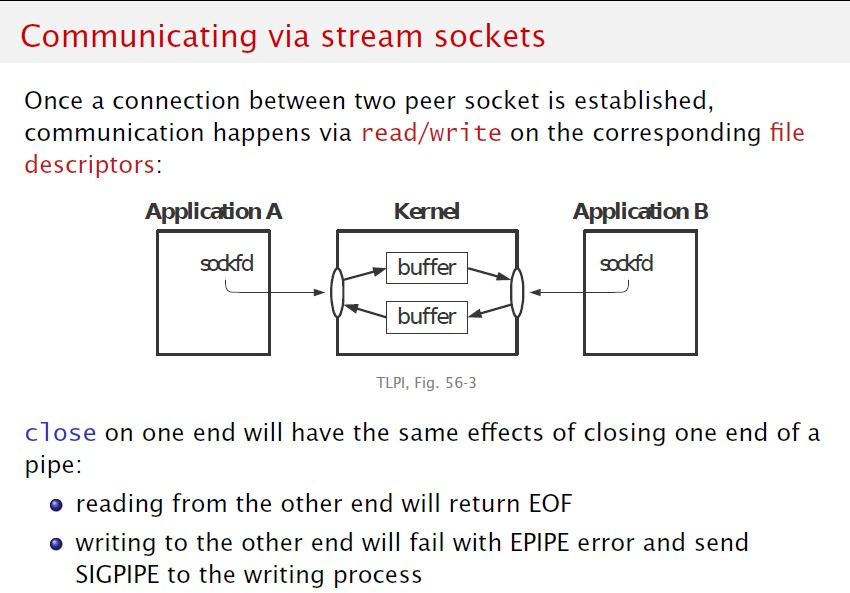 Communicating via stream sockets
Once a connection between two peer socket is established,
communication happens via read/write on the corresponding file
descriptors:
Application A
Kernel
Application B
sockfd
buffer
sockfd
buffer
TLPI, Fig. 56-3
close on one end will have the same effects of closing one end of a
pipe:
reading from the other end will return EOF
writing to the other end will fail with EPIPE error and send
SIGPIPE to the writing process